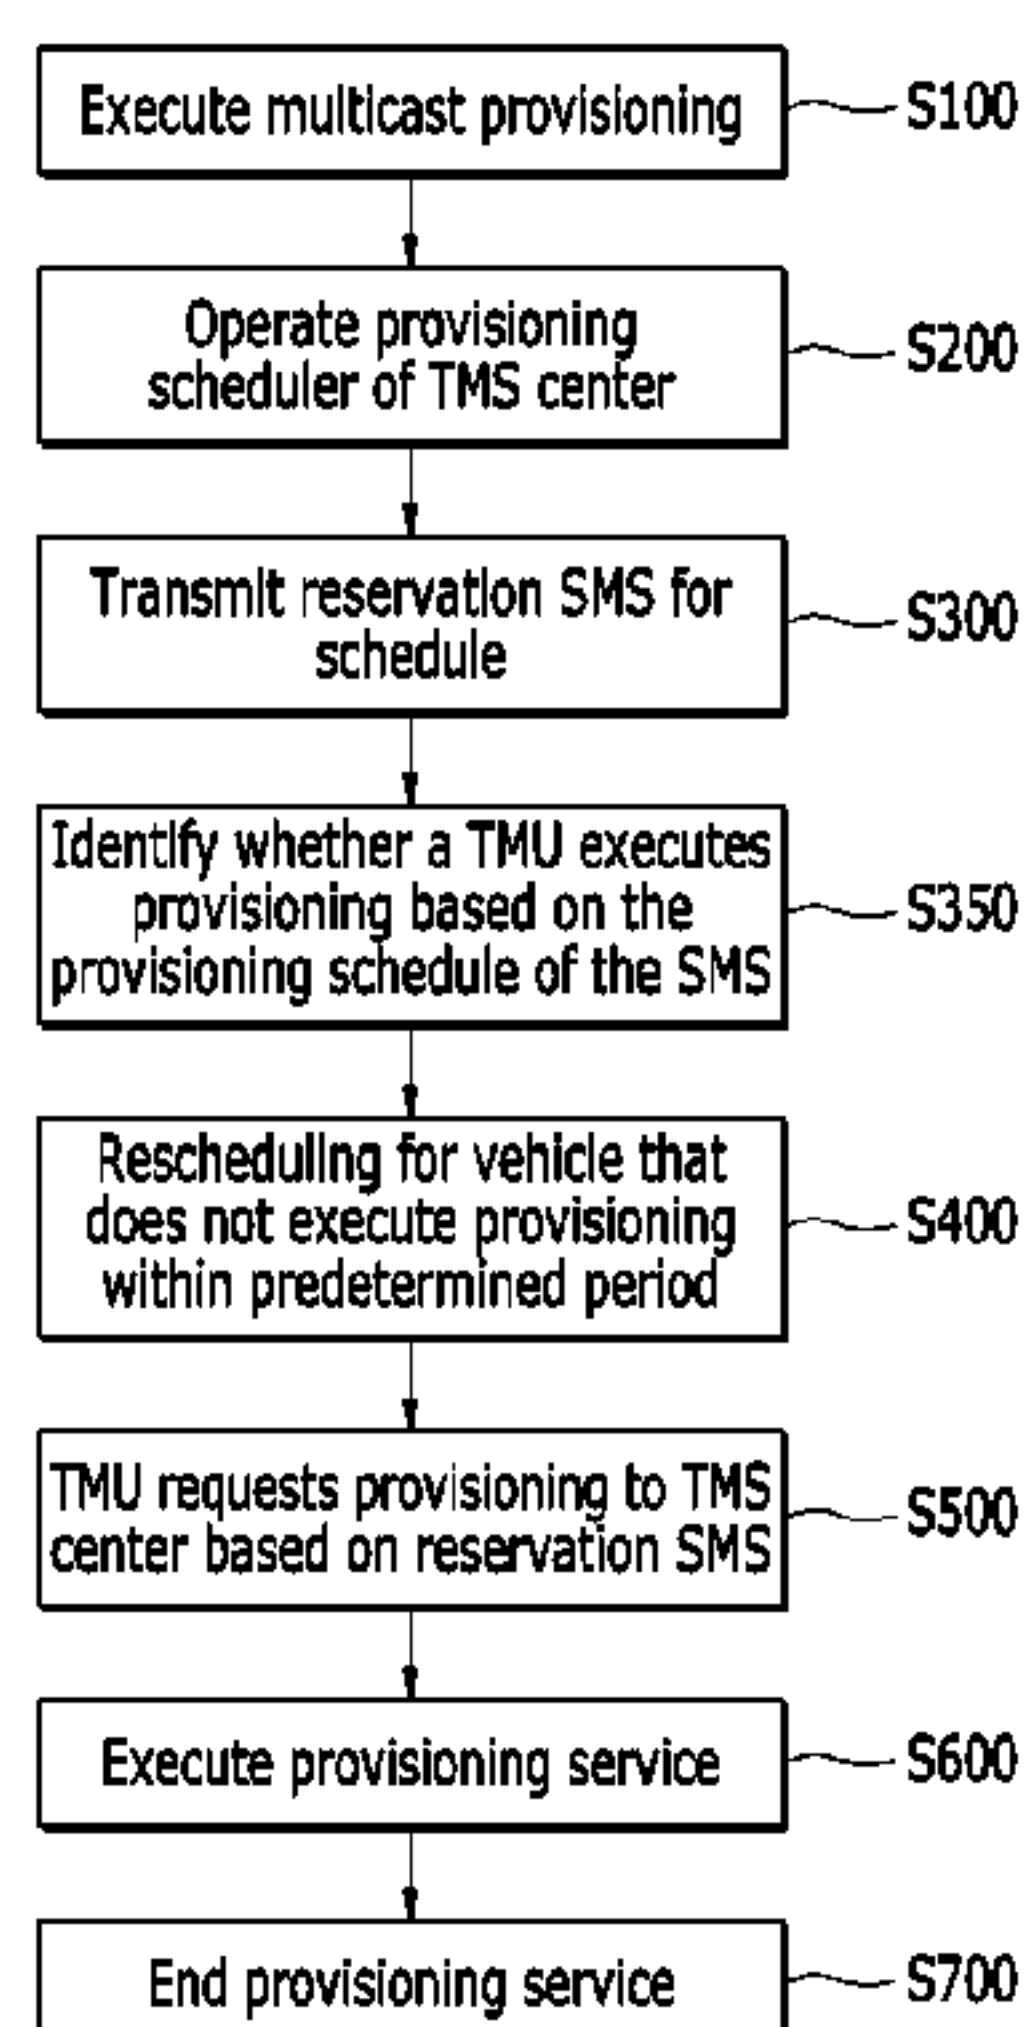 Execute multicast provisioning
S100
Operate provisioning
scheduler of TMS center
S200
Transmit reservation SMS for
schedule
S300
Identify whether a TMU executes
provisioning based on the
provisioning schedule of the SMS
S350
Rescheduling for vehicle that
does not execute provisioning
within predetermined period
S400
TMU requests provisioning to TMS
center based on reservation SMS
S500
Execute provisioning service
S600
End provisioning service
S700